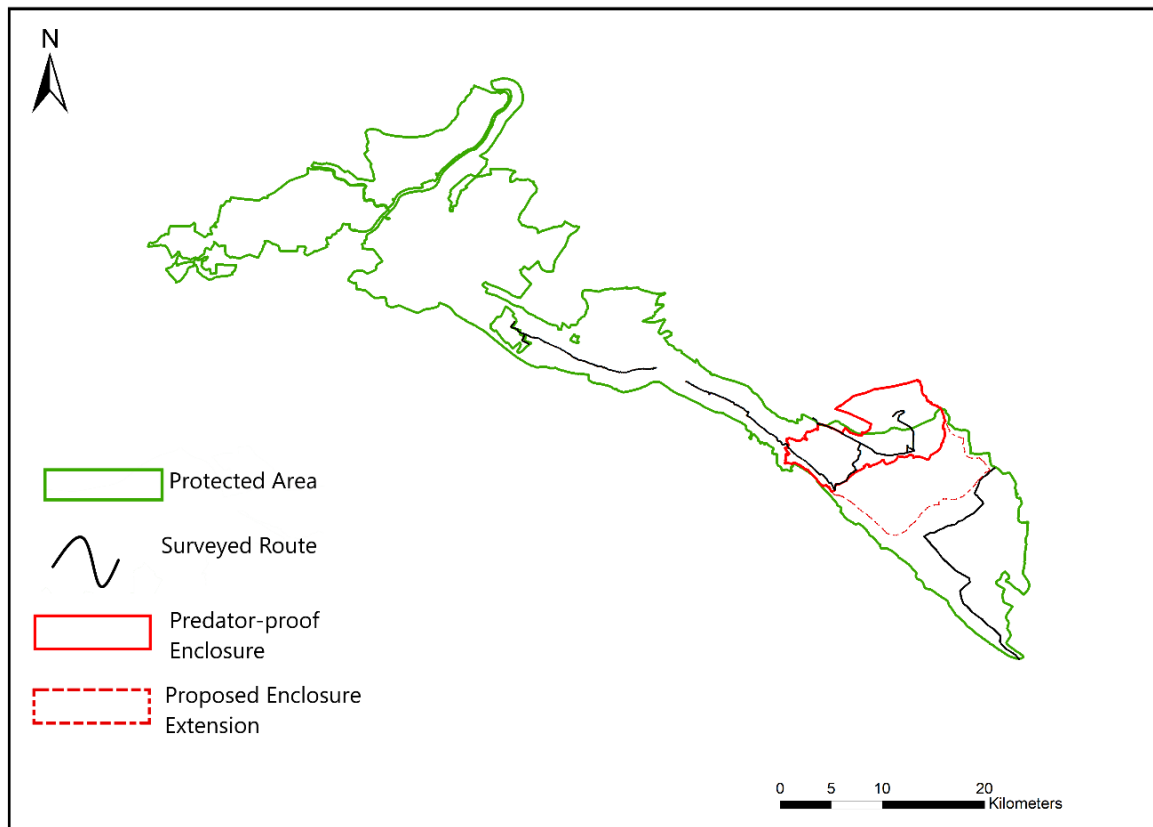 N
Protected Area
Surveyed Route
Predator-proof
Enclosure
Proposed Enclosure
Extension
0 5 10 20
Kilometers